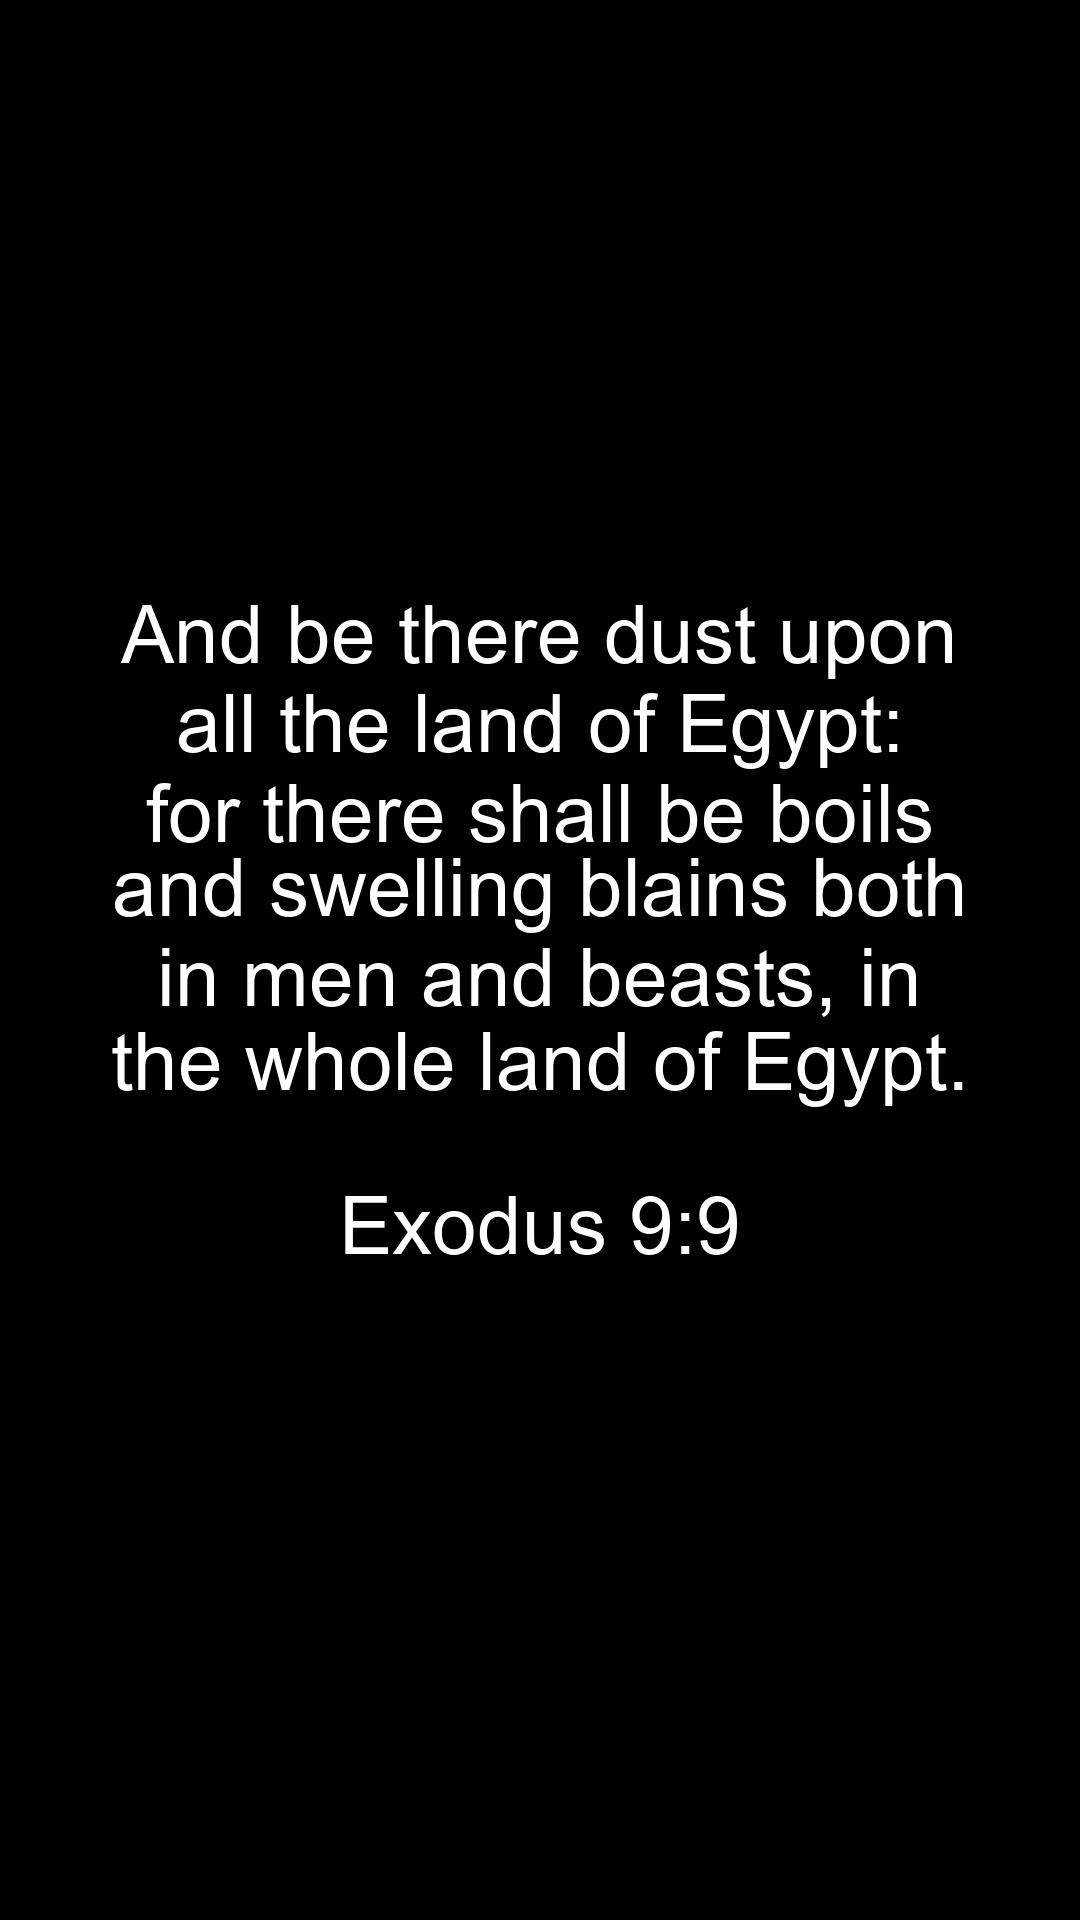 And be there dust upon
all the land of Egypt:
for there shall be boils
and swelling blains both
in men and beasts, in
the whole land of Egypt.
Exodus 9:9